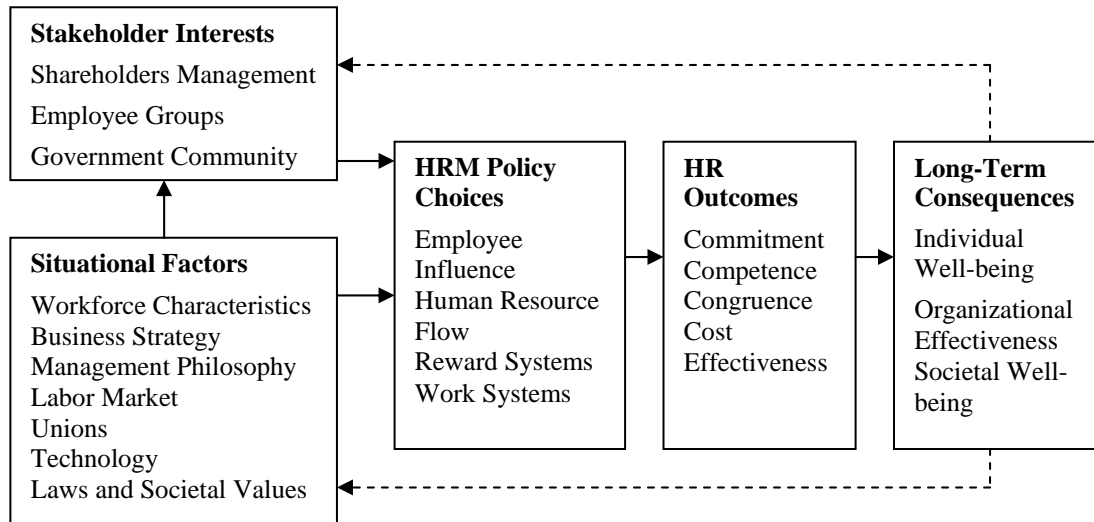 Stakeholder Interests
Shareholders Management
Employee Groups
Government Community
Situational Factors
Workforce Characteristics
Business Strategy
Management Philosophy
Labor Market
Unions
Technology
Laws and Societal Values
HRM Policy
Choices
Employee
Influence
Human Resource
Flow
Reward Systems
Work Systems
HR
Outcomes
Commitment
Competence
Congruence
Cost
Effectiveness
Long-Term
Consequences
Individual
Well-being
Organizational
Effectiveness
Societal Well-
being